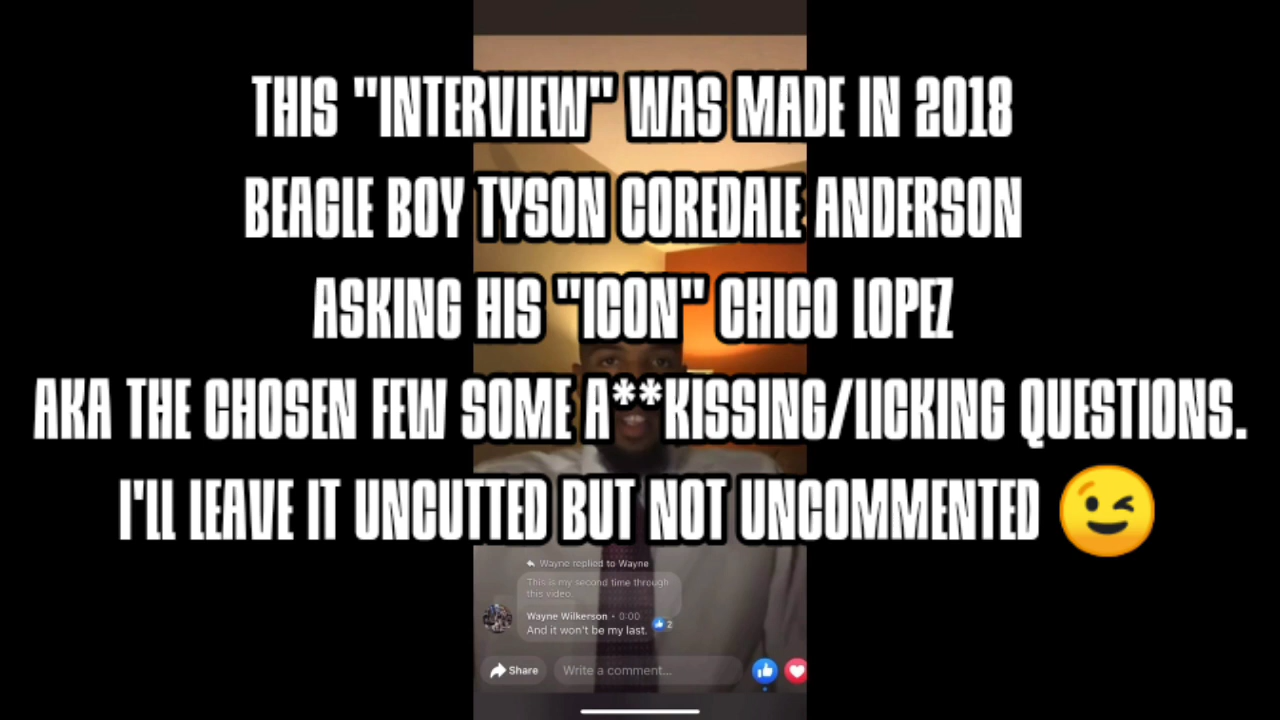 THIS "INTERVIEW" WAS MADE IN 2018
BEAGLE BOY TYSON COREDALE ANDERSON
ASKING HIS "ICON" CHICO LOPEZ
AKA THE CHOSEN FEW SOME A**KISSING/LICKING QUESTIONS.
I'LL LEAVE IT UNCUTTED BUT NOT UNCOMMENTED 😉
Wayne replied to Wayne
This is my second time through
this video.
Wayne Wilkerson · 0:00
And it won't be my last.
2
Share
Write a comment...